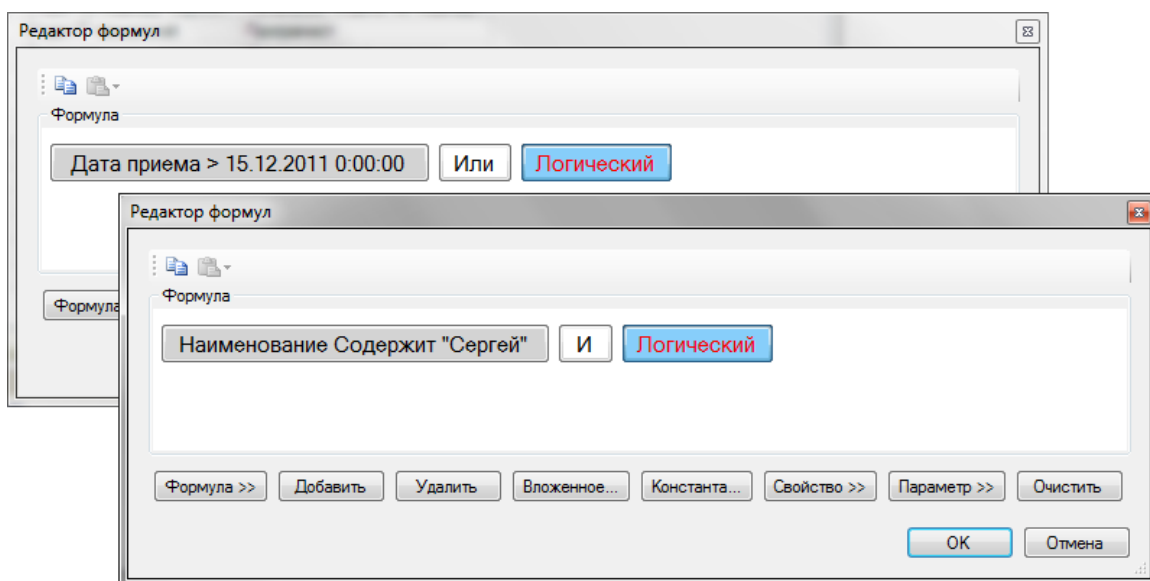 Редактор формул
Формула
Дата приема > 15.12.2011 0:00:00 Или Логический
Формула
Редактор формул
Формула
Наименование Содержит "Сергей" И Логический
Формула >> Добавить Удалить Вложенное... Константа... Свойство >> Параметр >> Очистить
OK Отмена